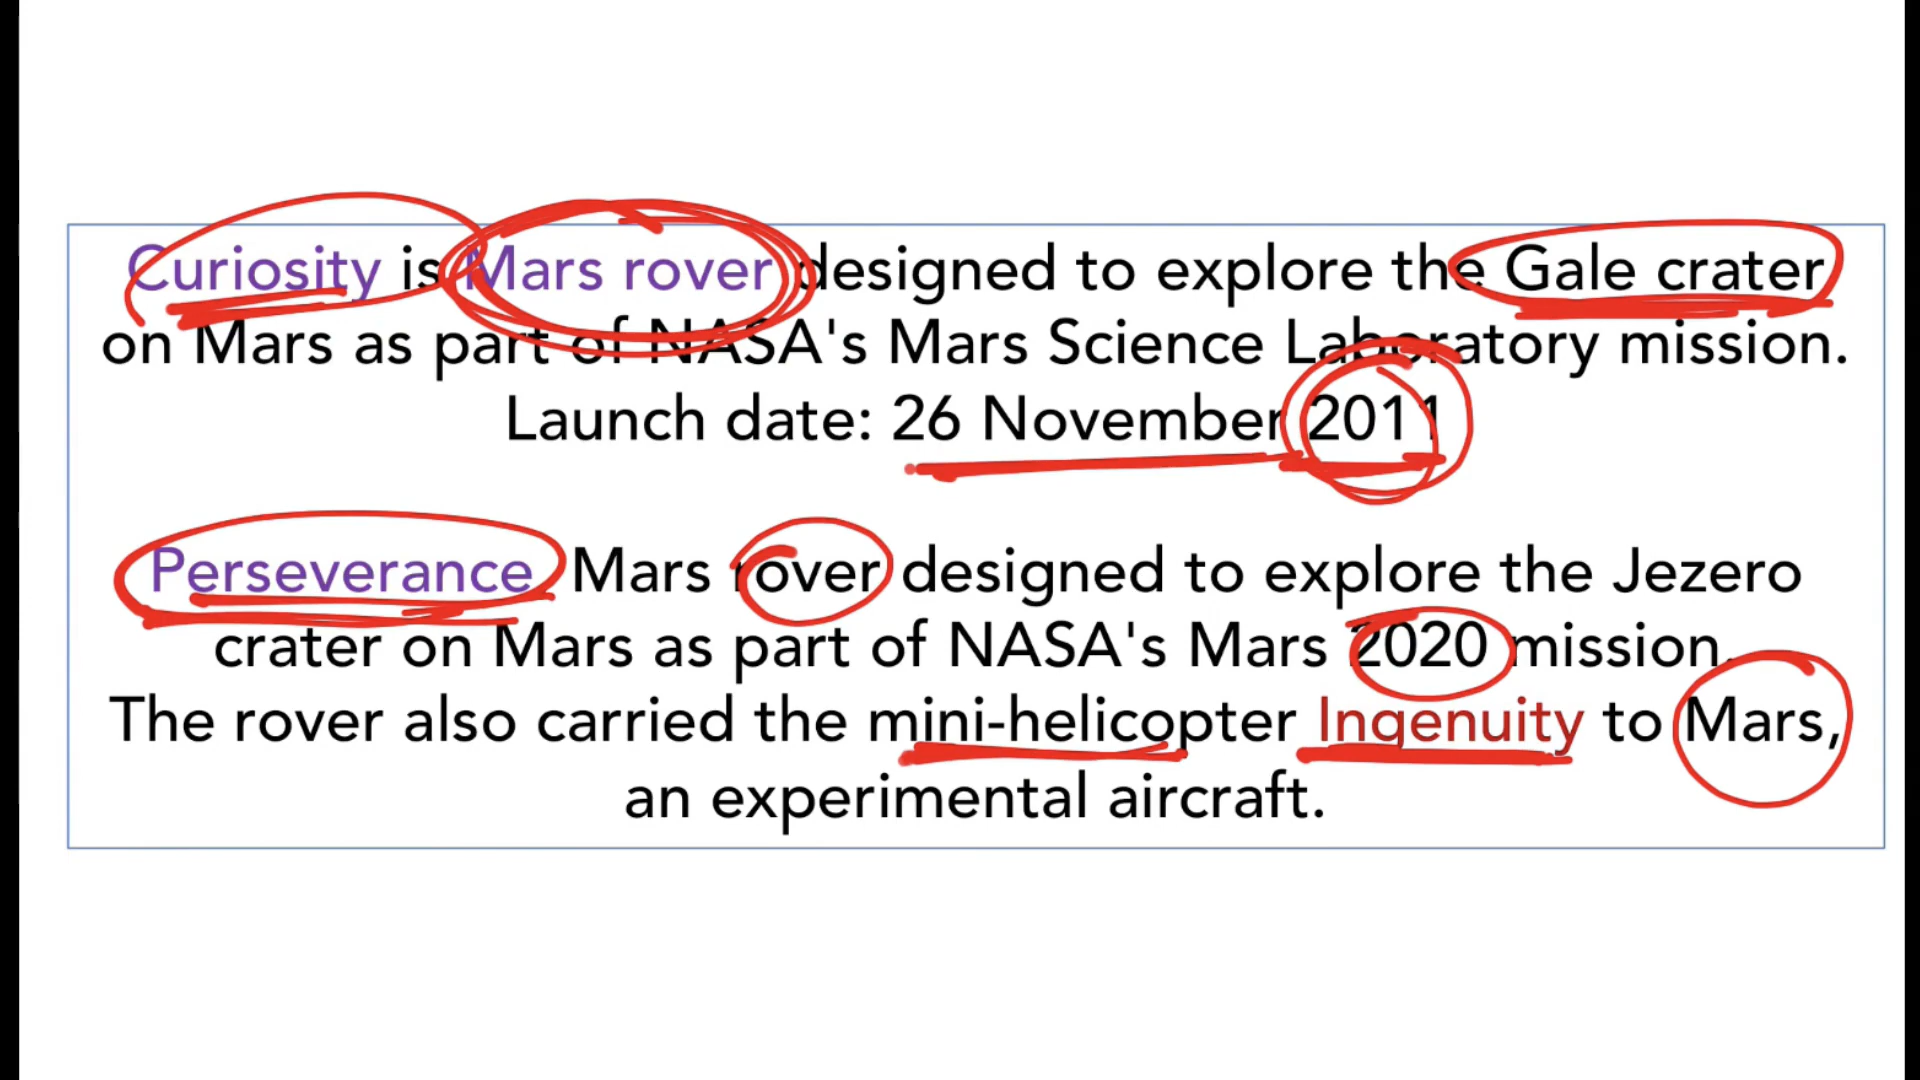 Curiosity is Mars rover designed to explore the Gale crater
on Mars as part of NASA's Mars Science Laboratory mission.
Launch date: 26 November 2011
Perseverance, Mars rover designed to explore the Jezero
crater on Mars as part of NASA's Mars 2020 mission.
The rover also carried the mini-helicopter Ingenuity to Mars,
an experimental aircraft.